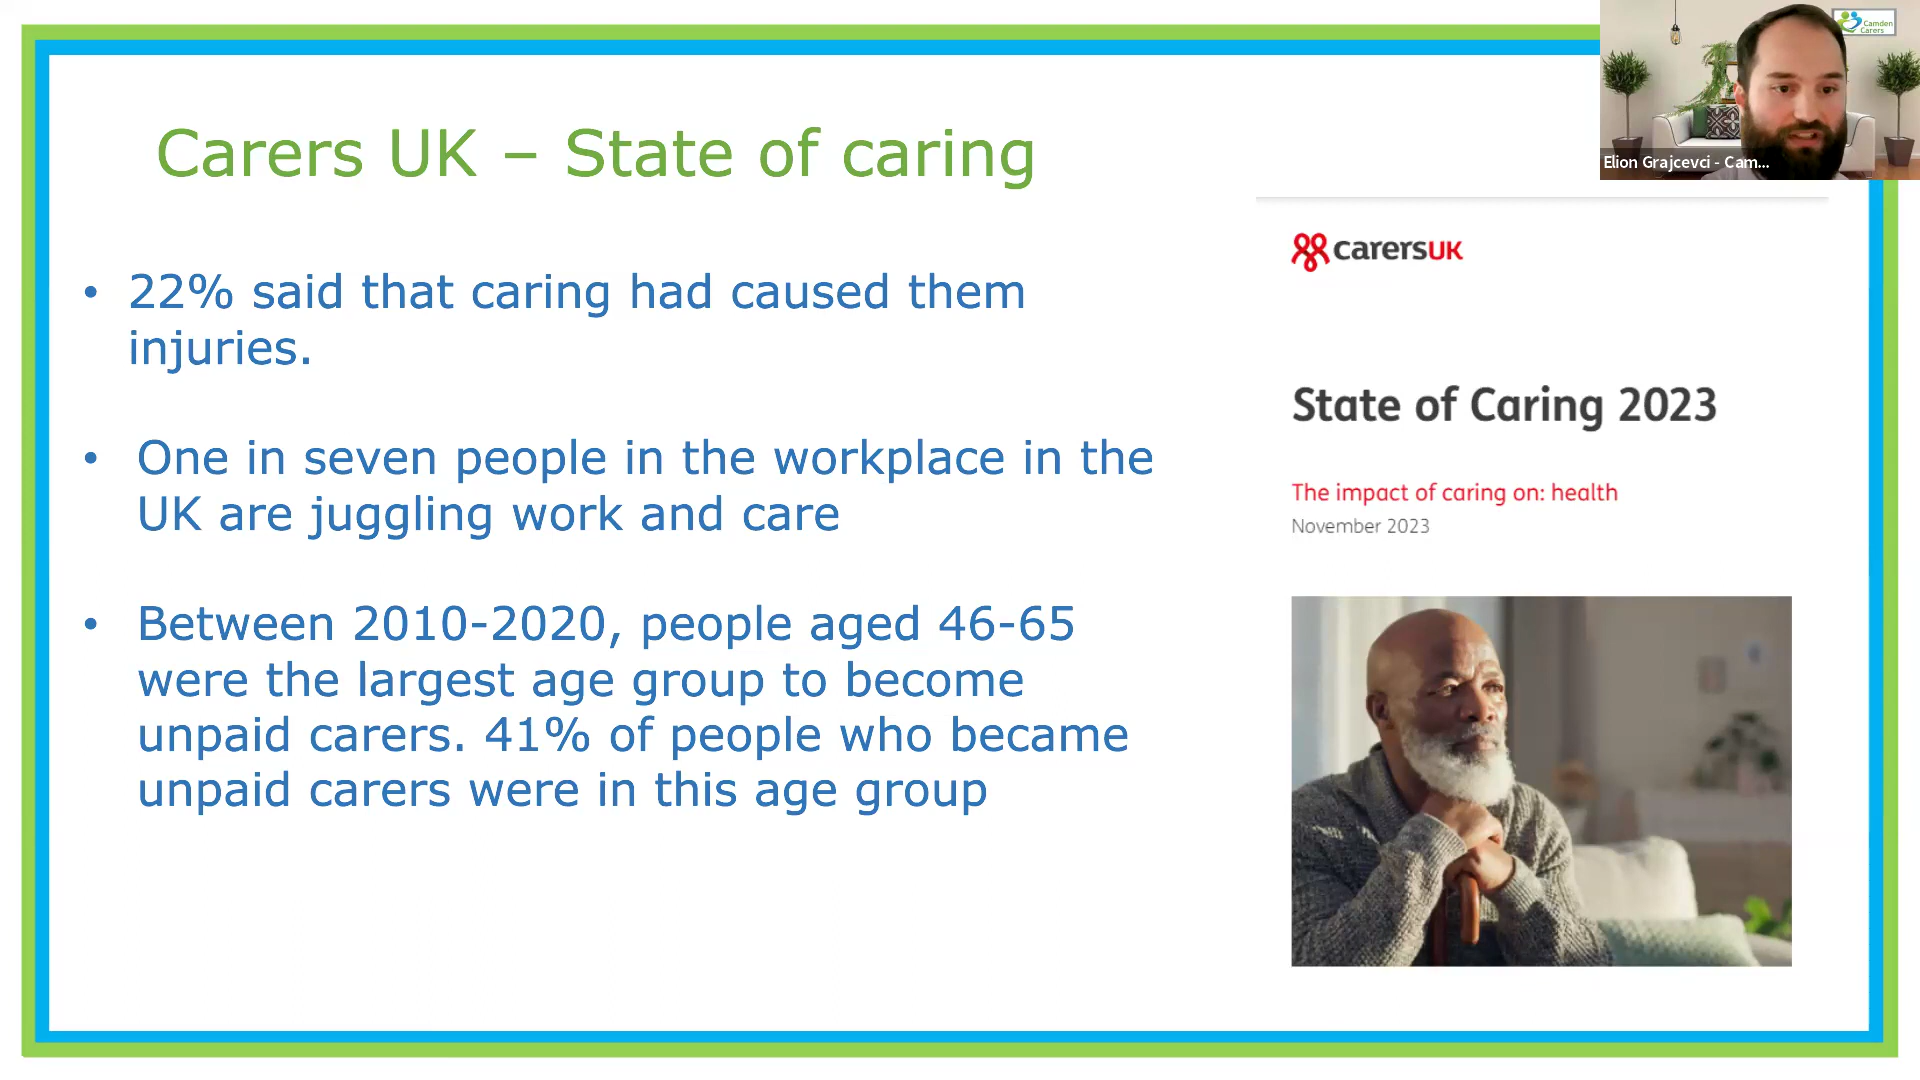 Camden
Carers
Elion Grajcevci - Cam...
Carers UK – State of caring
• 22% said that caring had caused them
injuries.
• One in seven people in the workplace in the
UK are juggling work and care
• Between 2010-2020, people aged 46-65
were the largest age group to become
unpaid carers. 41% of people who became
unpaid carers were in this age group
carersUK
State of Caring 2023
The impact of caring on: health
November 2023